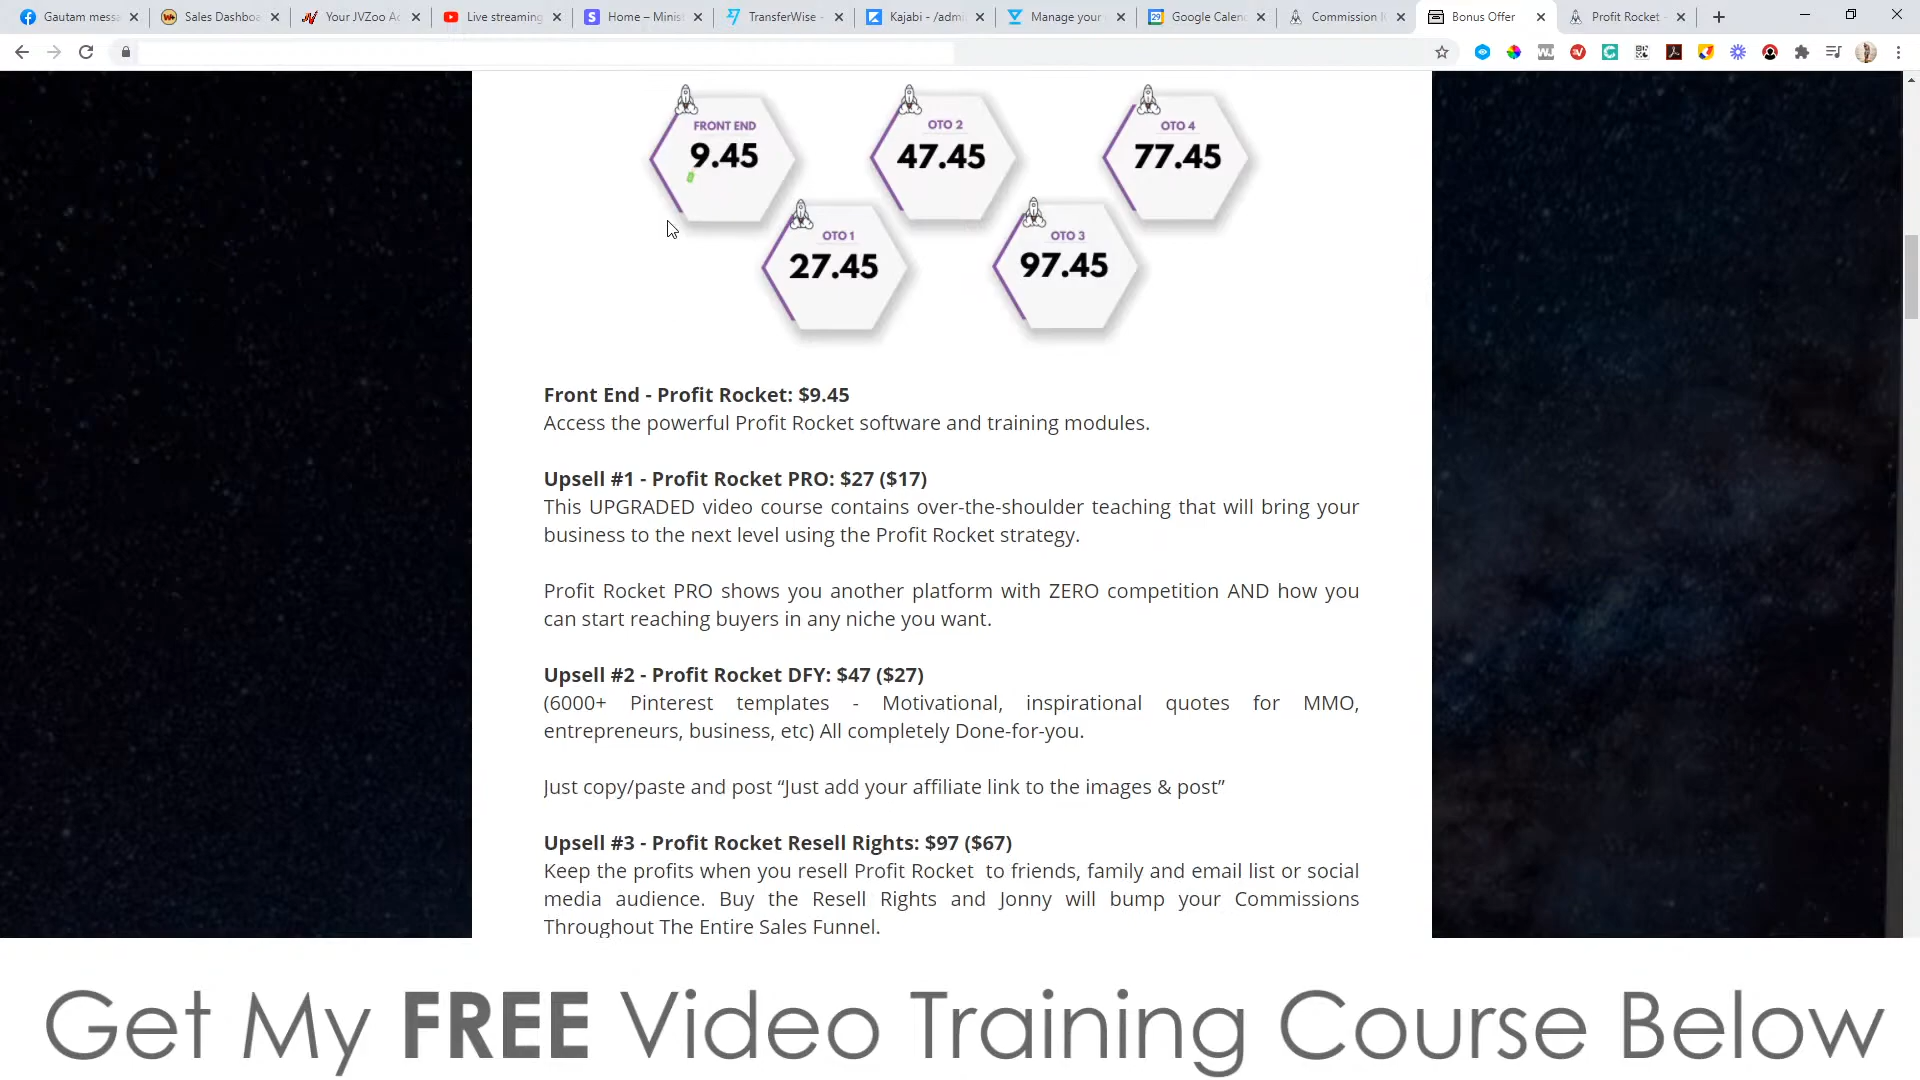 Gautam messa
Sales Dashboa
Your JVZoo Ac
Live streaming
Home – Minist
TransferWise -
Kajabi - /admi
Manage your
Google Calend
Commission R
Bonus Offer
Profit Rocket -
FRONT END
9.45
OTO 2
47.45
OTO 4
77.45
OTO 1
27.45
OTO 3
97.45
Front End - Profit Rocket: $9.45
Access the powerful Profit Rocket software and training modules.
Upsell #1 - Profit Rocket PRO: $27 ($17)
This UPGRADED video course contains over-the-shoulder teaching that will bring your
business to the next level using the Profit Rocket strategy.
Profit Rocket PRO shows you another platform with ZERO competition AND how you
can start reaching buyers in any niche you want.
Upsell #2 - Profit Rocket DFY: $47 ($27)
(6000+ Pinterest templates - Motivational, inspirational quotes for MMO,
entrepreneurs, business, etc) All completely Done-for-you.
Just copy/paste and post “Just add your affiliate link to the images & post”
Upsell #3 - Profit Rocket Resell Rights: $97 ($67)
Keep the profits when you resell Profit Rocket to friends, family and email list or social
media audience. Buy the Resell Rights and Jonny will bump your Commissions
Throughout The Entire Sales Funnel.
Get My FREE Video Training Course Below